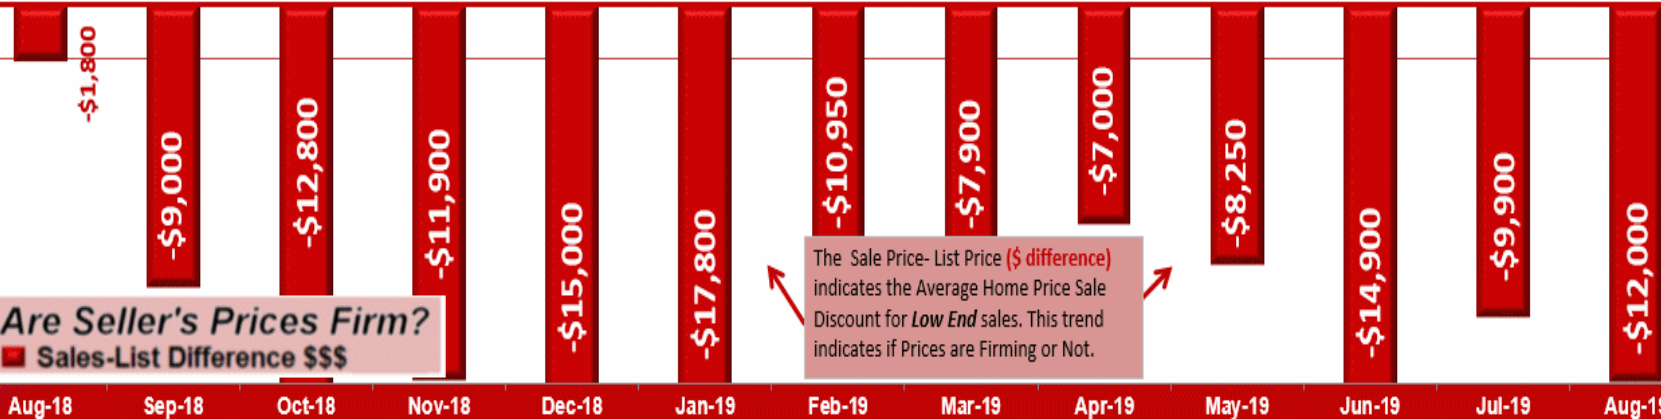 -$1,800
-$9,000
-$12,800
-$11,900
-$15,000
-$17,800
-$10,950
-$7,900
-$7,000
-$8,250
-$14,900
-$9,900
-$12,000
The Sale Price- List Price ($ difference)
indicates the Average Home Price Sale
Discount for Low End sales. This trend
indicates if Prices are Firming or Not.
Are Seller's Prices Firm?
Sales-List Difference $$$
Aug-18 Sep-18 Oct-18 Nov-18 Dec-18 Jan-19 Feb-19 Mar-19 Apr-19 May-19 Jun-19 Jul-19 Aug-19